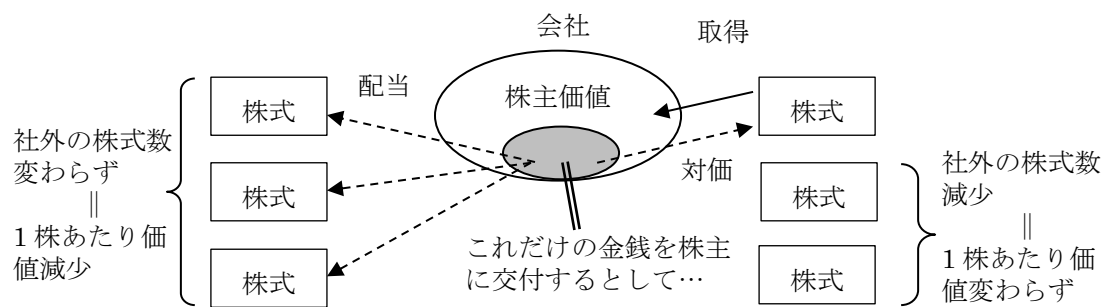 会社
取得
配当
株主価値
株式
株式
社外の株式数
変わらず
‖
1 株あたり価
値減少
株式
株式
対価
株式
社外の株式数
減少
‖
1 株あたり価
値変わらず
これだけの金銭を株主
に交付するとして…
株式
株式